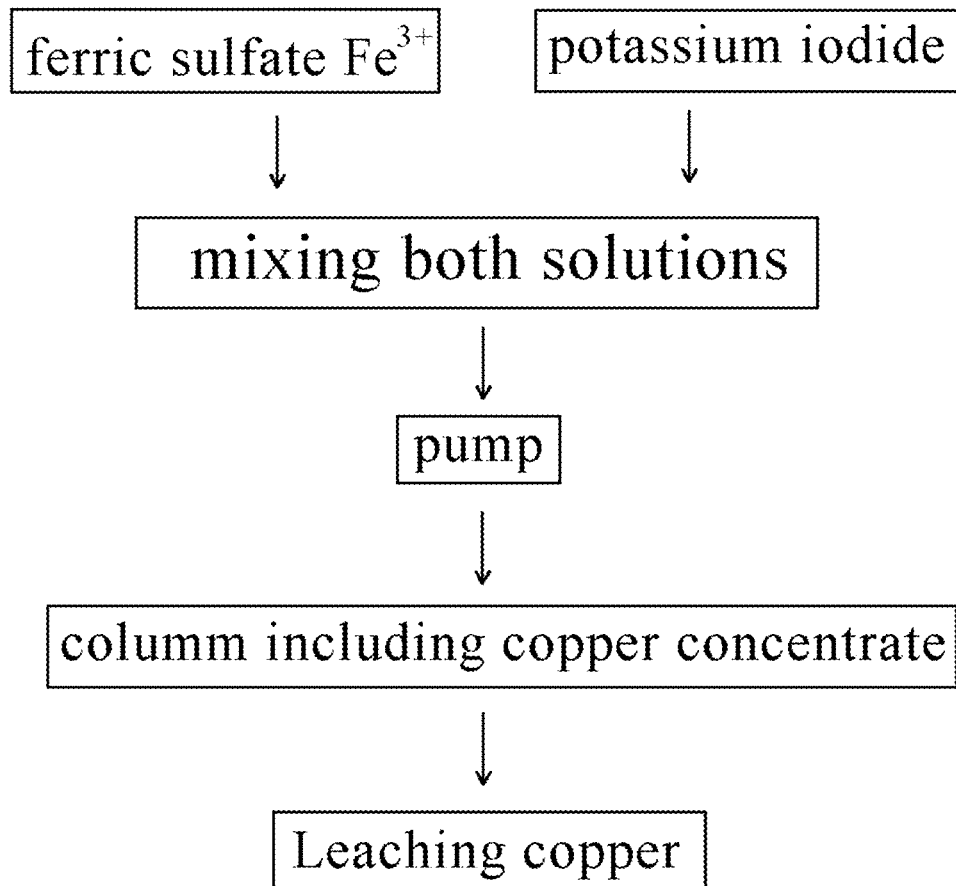 ferric sulfate Fe³⁺
potassium iodide
mixing both solutions
pump
columm including copper concentrate
Leaching copper